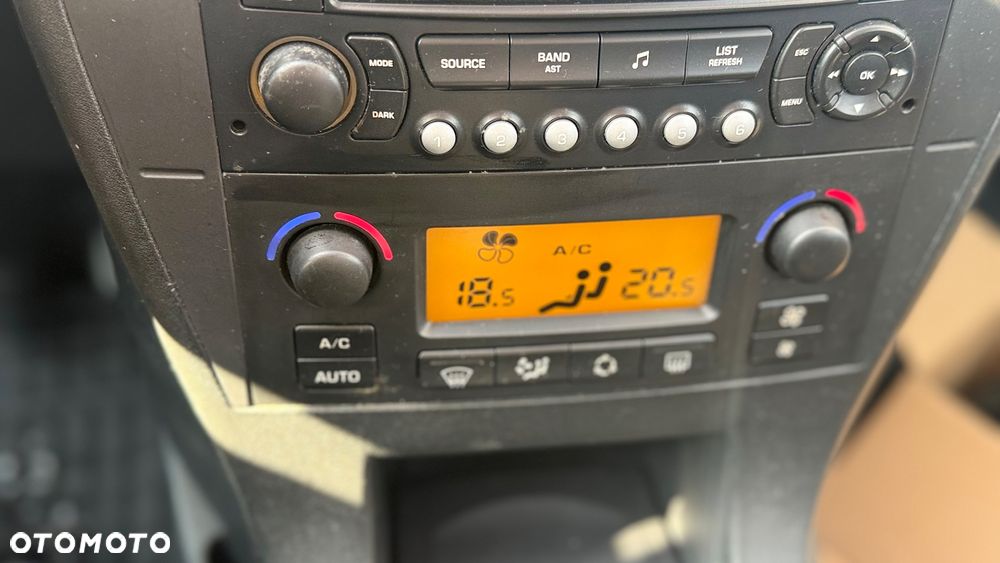 MODE
DARK
SOURCE
BAND
AST
LIST
REFRESH
ESC
MENU
OK
1 2 3 4 5 6
A/C
18.5 20.5
A/C
AUTO
OTOMOTO